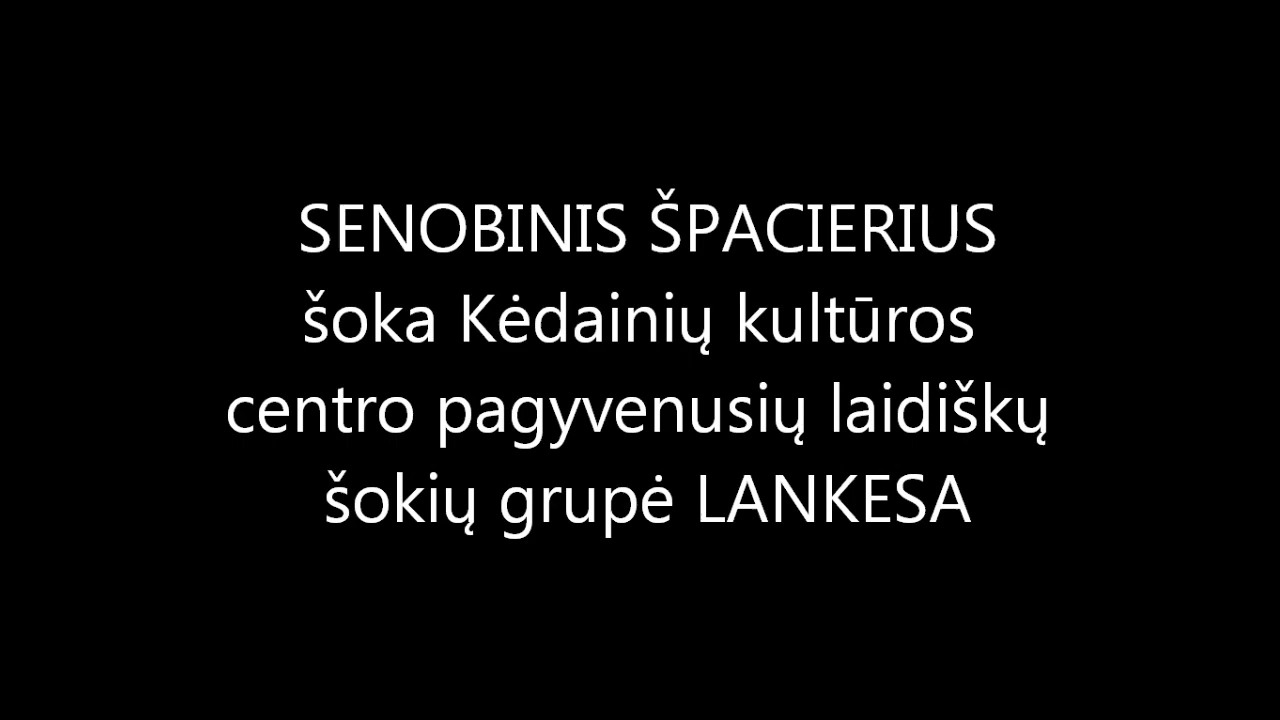 SENOBINIS ŠPACIERIUS
šoka Kėdainių kultūros
centro pagyvenusių laidiškų
šokių grupė LANKESA